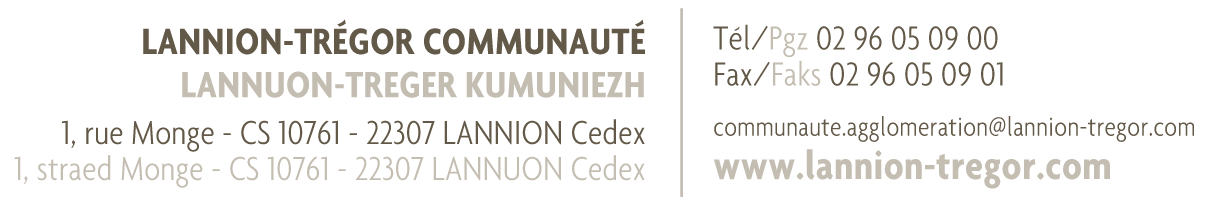 LANNION-TRÉGOR COMMUNAUTÉ
LANNUON-TREGER KUMUNIEZH
1, rue Monge - CS 10761 - 22307 LANNION Cedex
1, straed Monge - CS 10761 - 22307 LANNUON Cedex
Tél/Pgz 02 96 05 09 00
Fax/Faks 02 96 05 09 01
communaute.agglomeration@lannion-tregor.com
www.lannion-tregor.com